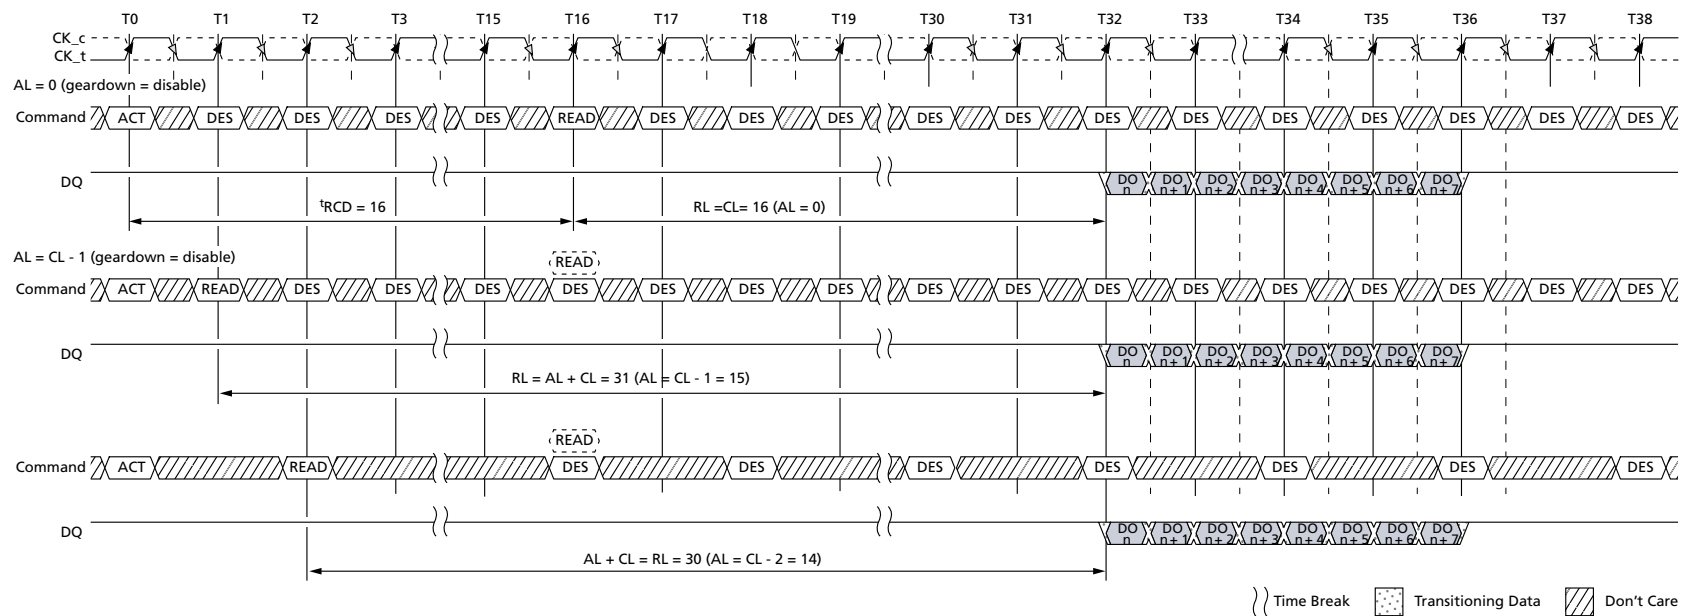 T0 T1 T2 T3 T15 T16 T17 T18 T19 T30 T31 T32 T33 T34 T35 T36 T37 T38
CK_c
CK_t
AL = 0 (geardown = disable)
Command ACT DES DES DES DES READ DES DES DES DES DES DES DES DES DES DES DES DES
DQ DO n DO n + 1 DO n + 2 DO n + 3 DO n + 4 DO n + 5 DO n + 6 DO n + 7
tRCD = 16 RL =CL= 16 (AL = 0)
AL = CL - 1 (geardown = disable) READ
Command ACT READ DES DES DES DES DES DES DES DES DES DES DES DES DES DES DES DES
DQ DO n DO n + 1 DO n + 2 DO n + 3 DO n + 4 DO n + 5 DO n + 6 DO n + 7
RL = AL + CL = 31 (AL = CL - 1 = 15)
READ
Command ACT READ DES DES DES DES DES DES DES
DQ DO n DO n + 1 DO n + 2 DO n + 3 DO n + 4 DO n + 5 DO n + 6 DO n + 7
AL + CL = RL = 30 (AL = CL - 2 = 14)
Time Break Transitioning Data Don't Care